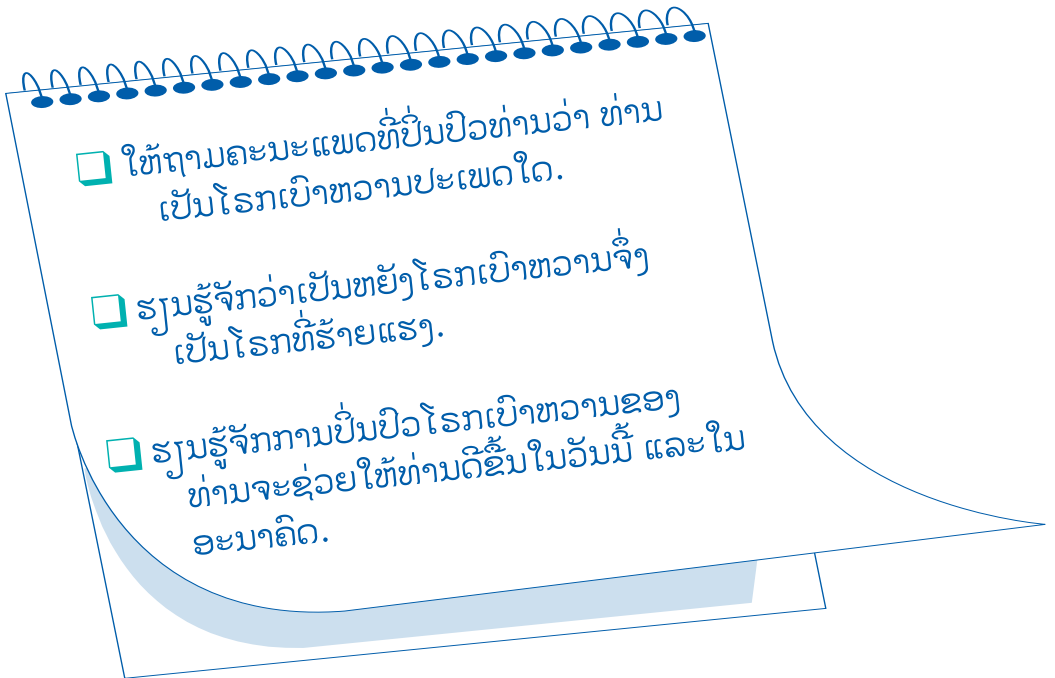 ໃຫ້ຖາມຄະນະແພດທີ່ປິ່ນປົວທ່ານວ່າ ທ່ານ
ເປັນໂຣກເບົາຫວານປະເພດໃດ.
ຮຽນຮູ້ຈັກວ່າເປັນຫຍັງໂຣກເບົາຫວານຈຶ່ງ
ເປັນໂຣກທີ່ຮ້າຍແຮງ.
ຮຽນຮູ້ຈັກການປິ່ນປົວໂຣກເບົາຫວານຂອງ
ທ່ານຈະຊ່ວຍໃຫ້ທ່ານດີຂຶ້ນໃນວັນນີ້ ແລະໃນ
ອະນາຄົດ.